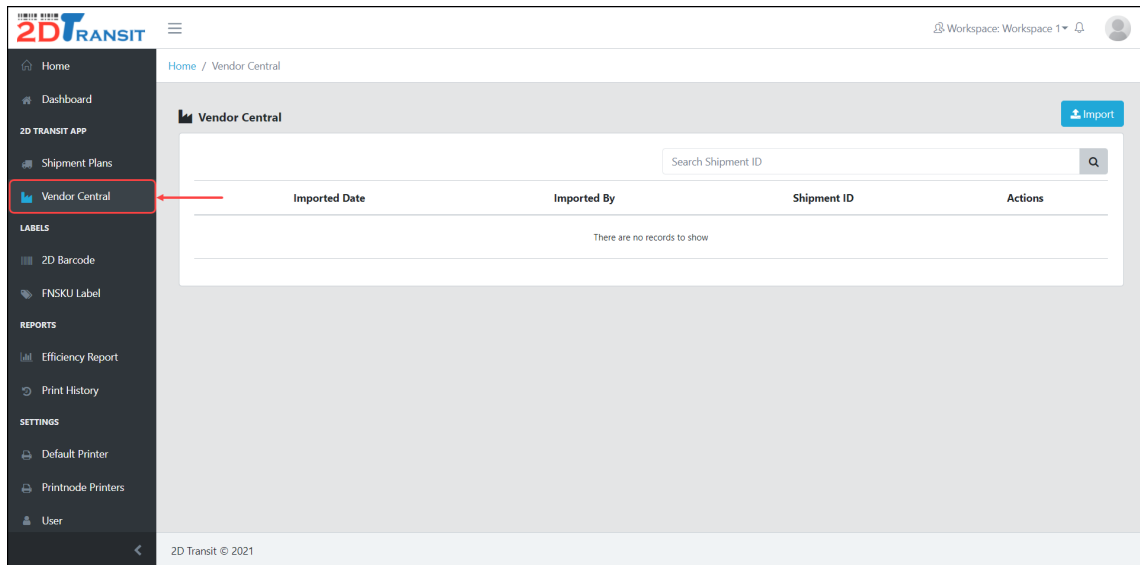 2DTRANSIT
Workspace: Workspace 1
Home
Home / Vendor Central
Dashboard
Vendor Central
Import
2D TRANSIT APP
Shipment Plans
Search Shipment ID
Vendor Central
Imported Date Imported By Shipment ID Actions
LABELS
There are no records to show
2D Barcode
FNSKU Label
REPORTS
Efficiency Report
Print History
SETTINGS
Default Printer
Printnode Printers
User
2D Transit © 2021